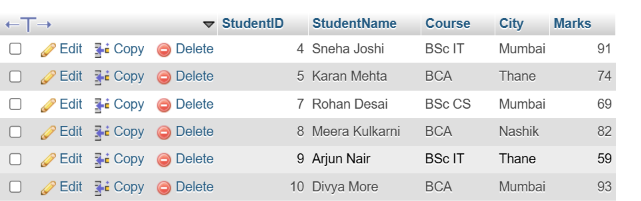 StudentID StudentName Course City Marks
Edit Copy Delete 4 Sneha Joshi BSc IT Mumbai 91
Edit Copy Delete 5 Karan Mehta BCA Thane 74
Edit Copy Delete 7 Rohan Desai BSc CS Mumbai 69
Edit Copy Delete 8 Meera Kulkarni BCA Nashik 82
Edit Copy Delete 9 Arjun Nair BSc IT Thane 59
Edit Copy Delete 10 Divya More BCA Mumbai 93